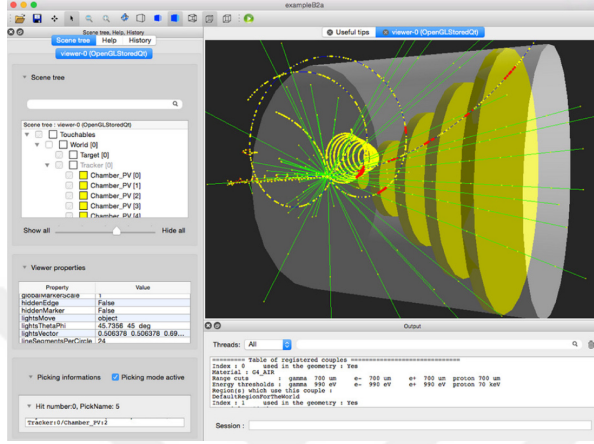 exampleB2a
Scene tree, Help, History
Scene tree Help History
viewer-0 (OpenGLStoredQt)
Useful tips
viewer-0 (OpenGLStoredQt)
Scene tree
Scene tree : viewer-0 (OpenGLStoredQt)
Touchables
World [0]
Target [0]
Tracker [0]
Chamber_PV [0]
Chamber_PV [1]
Chamber_PV [2]
Chamber_PV [3]
Chamber_PV [4]
Show all
Hide all
Viewer properties
Property Value
globalMarkerScale 1
hiddenEdge False
hiddenMarker False
lightsMove object
lightsThetaPhi 45.7356 45 deg
lightsVector 0.506378 0.506378 0.69...
lineSegmentsPerCircle 24
Picking informations
Picking mode active
Hit number:0, PickName: 5
Tracker:0/Chamber_PV:2
Output
Threads: All
========= Table of registered couples ==============================
Index : 0 used in the geometry : Yes
Material : G4_AIR
Range cuts : gamma 700 um e- 700 um e+ 700 um proton 700 um
Energy thresholds : gamma 990 eV e- 990 eV e+ 990 eV proton 70 keV
Region(s) which use this couple :
DefaultRegionForTheWorld
Index : 1 used in the geometry : Yes
Session :